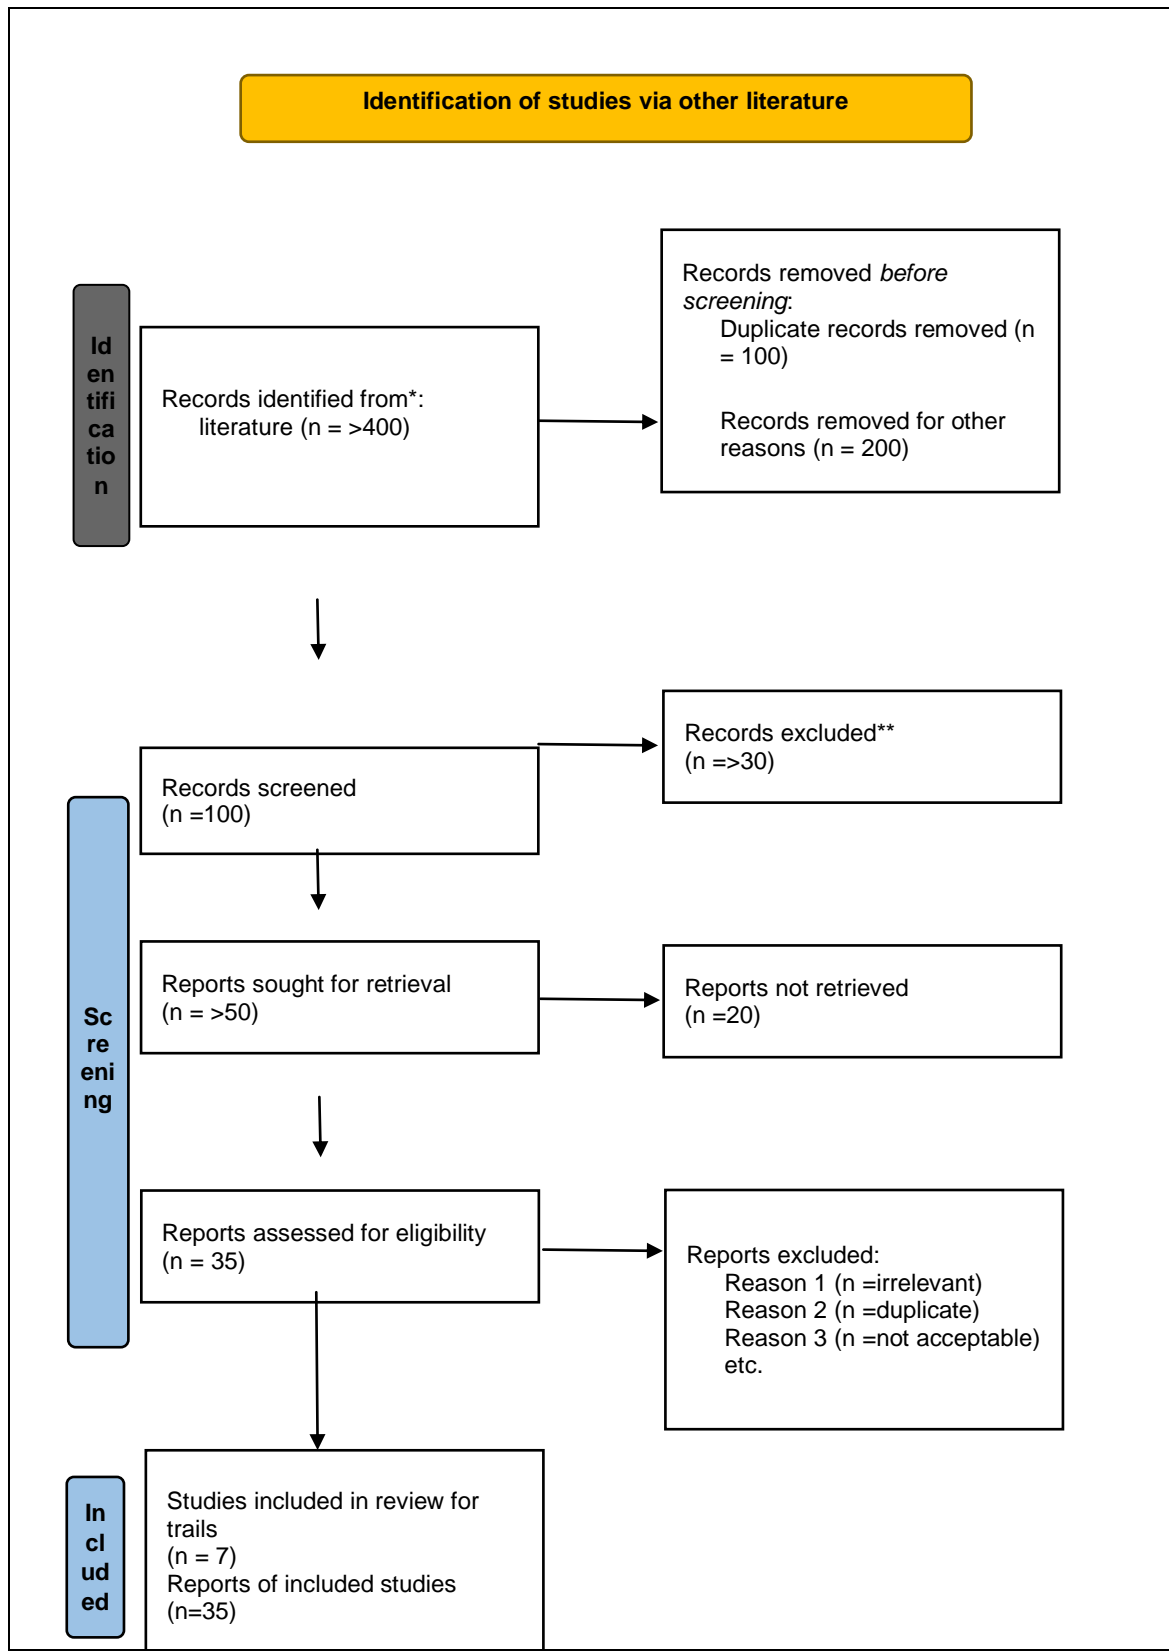 Identification of studies via other literature
Id
en
tifi
ca
tio
n
Records identified from*:
literature (n = >400)
Records removed before
screening:
Duplicate records removed (n
= 100)
Records removed for other
reasons (n = 200)
Sc
re
eni
ng
Records screened
(n =100)
Records excluded**
(n =>30)
Reports sought for retrieval
(n = >50)
Reports not retrieved
(n =20)
Reports assessed for eligibility
(n = 35)
Reports excluded:
Reason 1 (n =irrelevant)
Reason 2 (n =duplicate)
Reason 3 (n =not acceptable)
etc.
In
cl
ud
ed
Studies included in review for
trails
(n = 7)
Reports of included studies
(n=35)